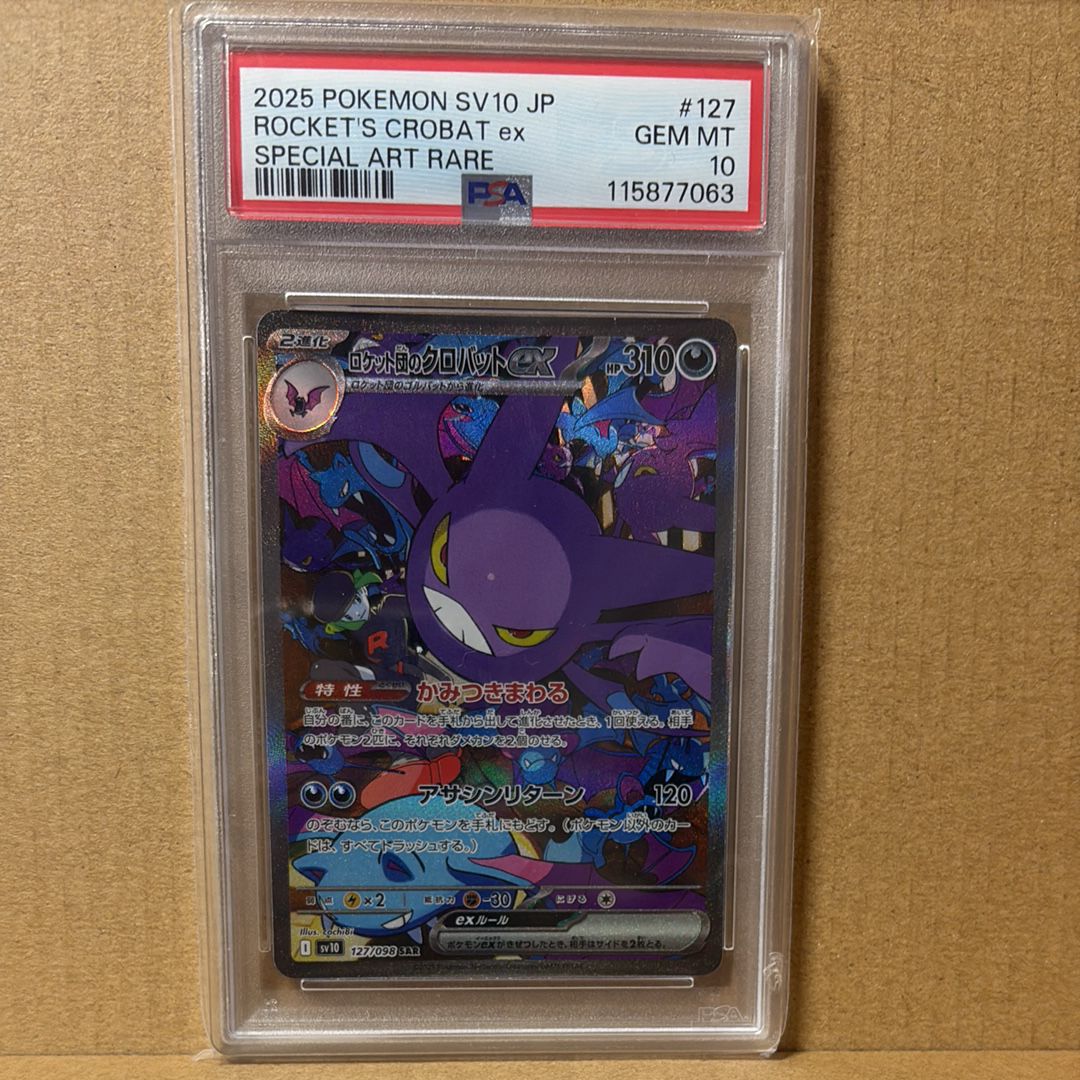 2025 POKEMON SV10 JP
#127
ROCKET'S CROBAT ex
GEM MT
SPECIAL ART RARE
10
PSA
115877063
2進化
ロケット団のクロバットex
HP310
ロケット団のゴルバットから進化
R
特性
かみつきまわる
自分の番に、このカードを手札から出して進化させたとき、1回使える。相手
のポケモン2匹に、それぞれダメカンを2個のせる。
アサシンリターン
120
のぞむなら、このポケモンを手札にもどす。(ポケモン以外のカー
ドは、すべてトラッシュする。)
弱点 ×2 抵抗力 -30 にげる
exルール
ポケモンexがきぜつしたとき、相手はサイドを2枚とる。
Illus. cochi8i
I SV10 127/098 SAR
PSA